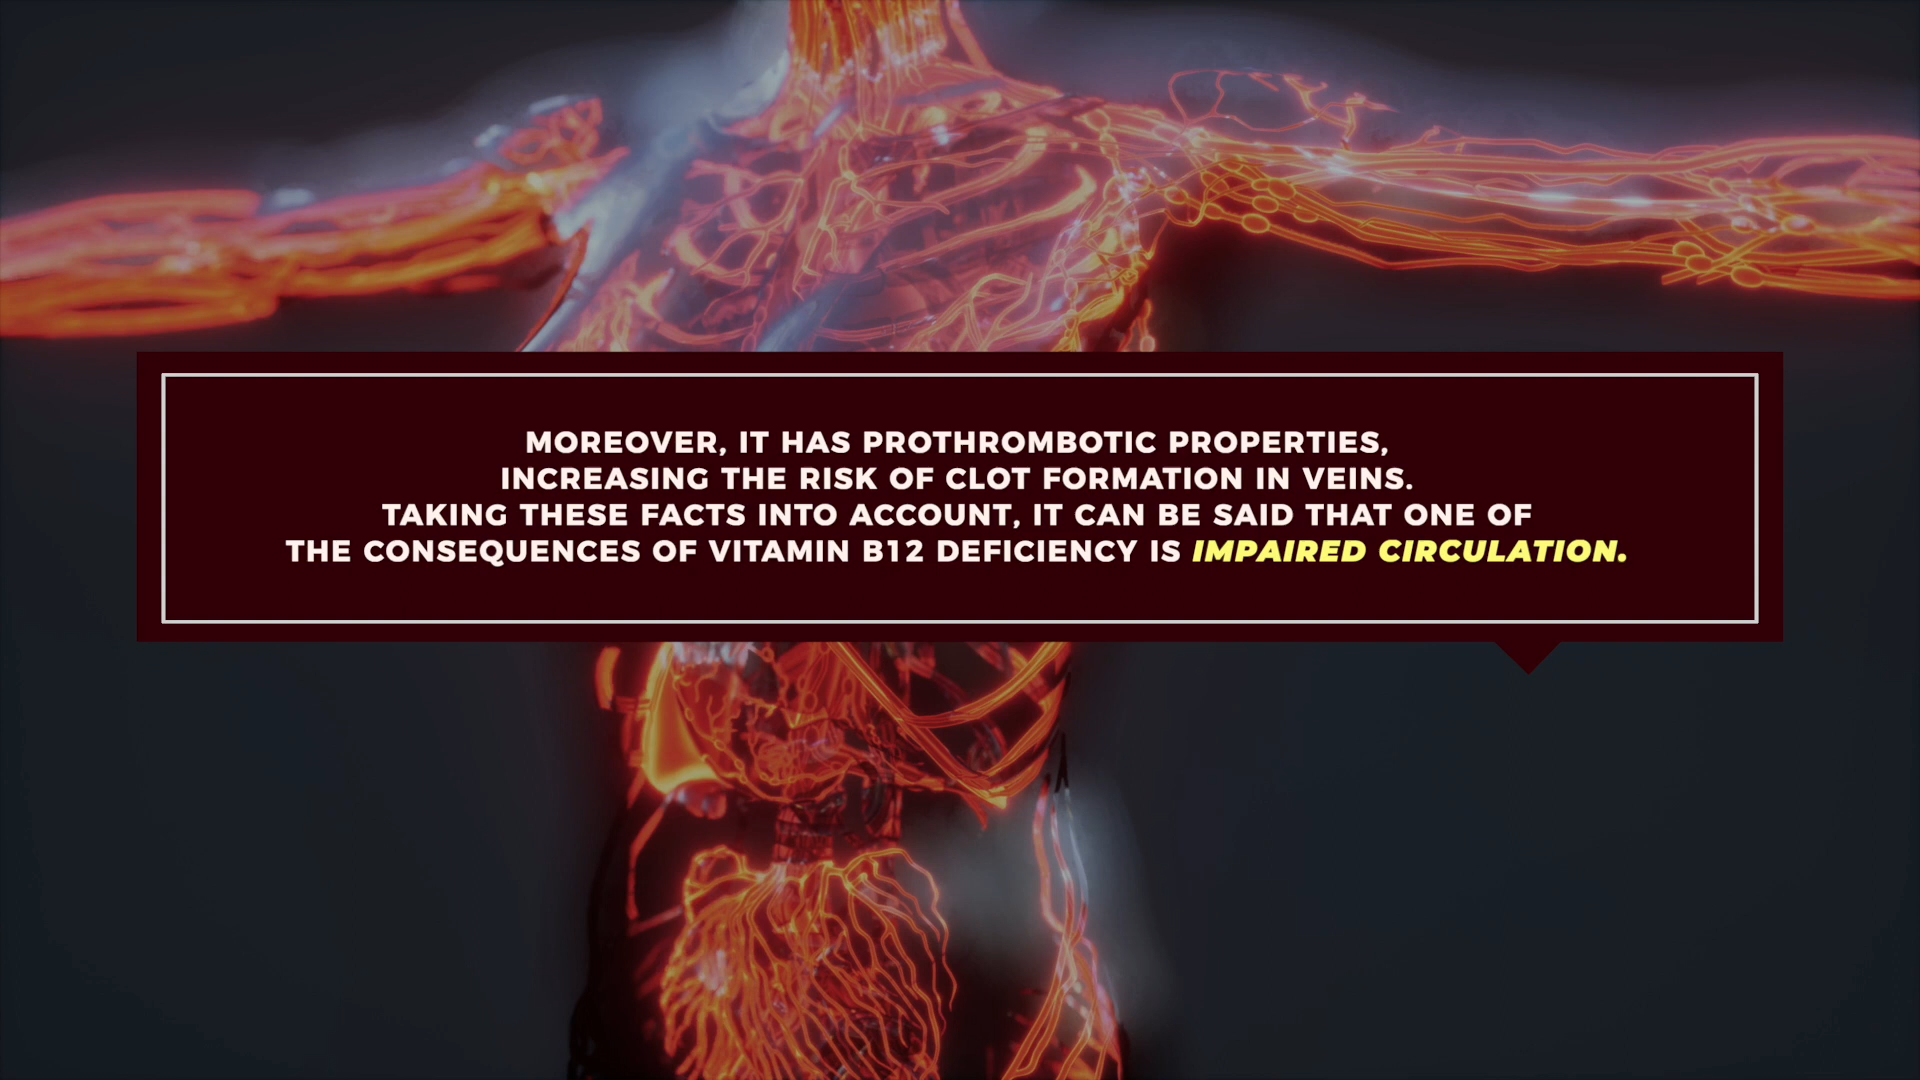 MOREOVER, IT HAS PROTHROMBOTIC PROPERTIES,
INCREASING THE RISK OF CLOT FORMATION IN VEINS.
TAKING THESE FACTS INTO ACCOUNT, IT CAN BE SAID THAT ONE OF
THE CONSEQUENCES OF VITAMIN B12 DEFICIENCY IS IMPAIRED CIRCULATION.